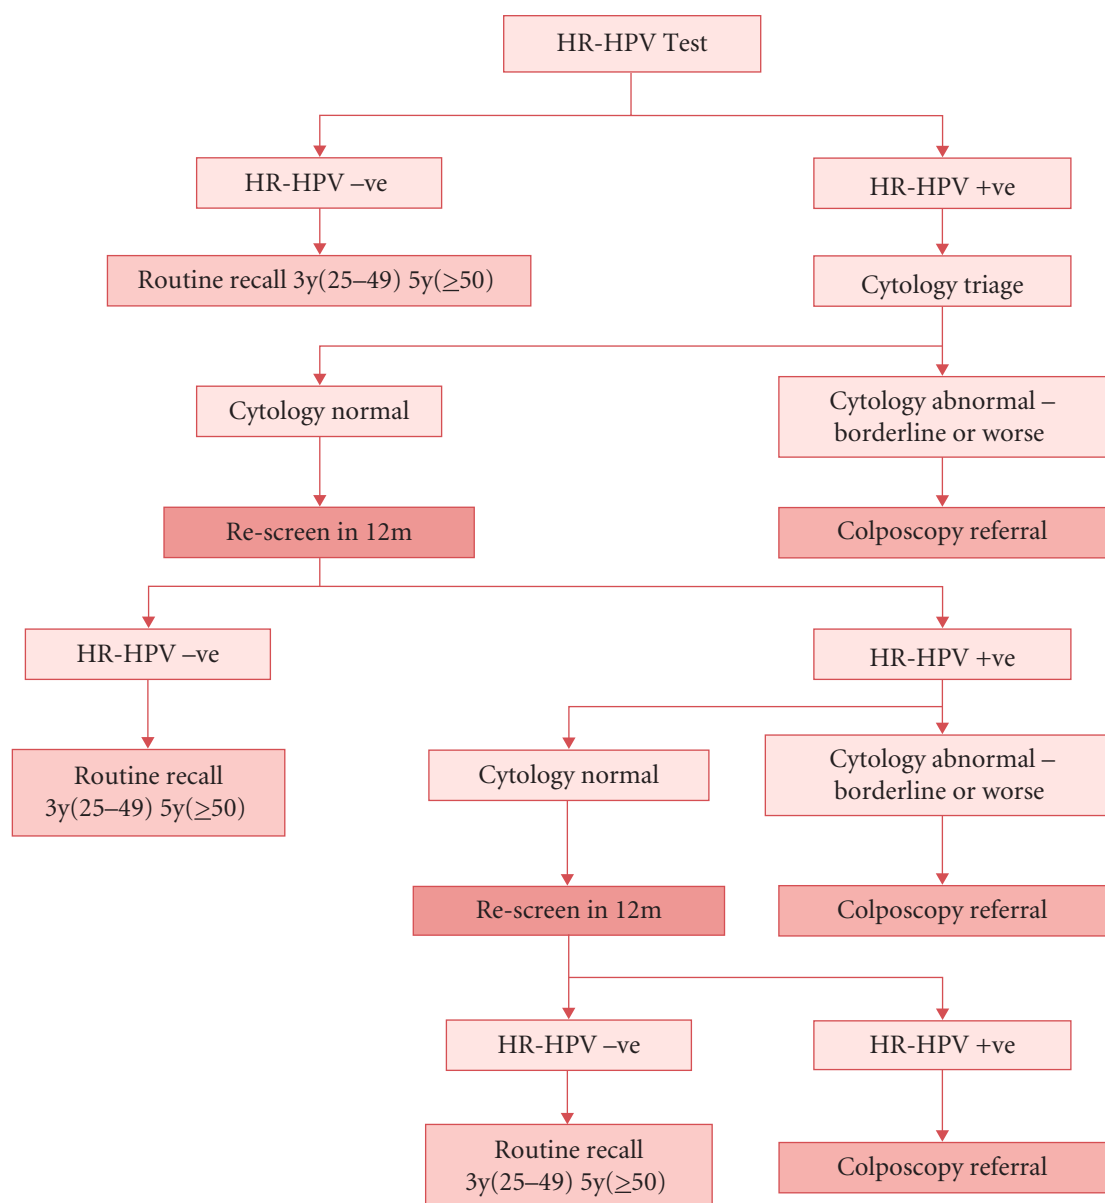 HR-HPV Test
HR-HPV –ve
HR-HPV +ve
Routine recall 3y(25–49) 5y(≥50)
Cytology triage
Cytology normal
Cytology abnormal –
borderline or worse
Re-screen in 12m
Colposcopy referral
HR-HPV –ve
HR-HPV +ve
Routine recall
3y(25–49) 5y(≥50)
Cytology normal
Cytology abnormal –
borderline or worse
Re-screen in 12m
Colposcopy referral
HR-HPV –ve
HR-HPV +ve
Routine recall
3y(25–49) 5y(≥50)
Colposcopy referral